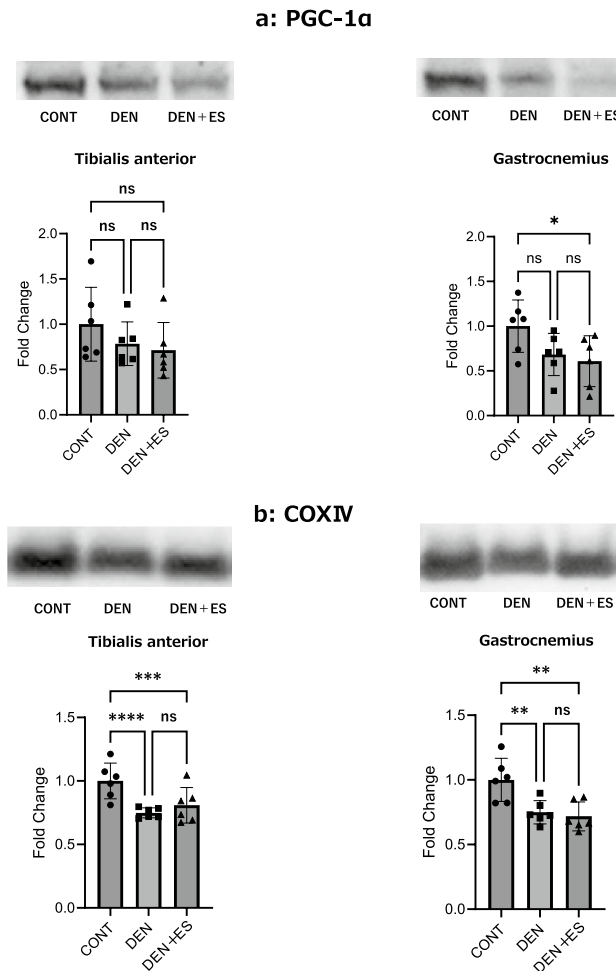 a: PGC-1α
CONT DEN DEN+ES
CONT DEN DEN+ES
Tibialis anterior
Gastrocnemius
ns
ns ns
Fold Change
2.0
1.5
1.0
0.5
0.0
CONT
DEN
DEN+ES
*
ns ns
Fold Change
2.0
1.5
1.0
0.5
0.0
CONT
DEN
DEN+ES
b: COXIV
CONT DEN DEN+ES
CONT DEN DEN+ES
Tibialis anterior
Gastrocnemius
***
**** ns
Fold Change
1.5
1.0
0.5
0.0
CONT
DEN
DEN+ES
**
** ns
Fold Change
1.5
1.0
0.5
0.0
CONT
DEN
DEN+ES